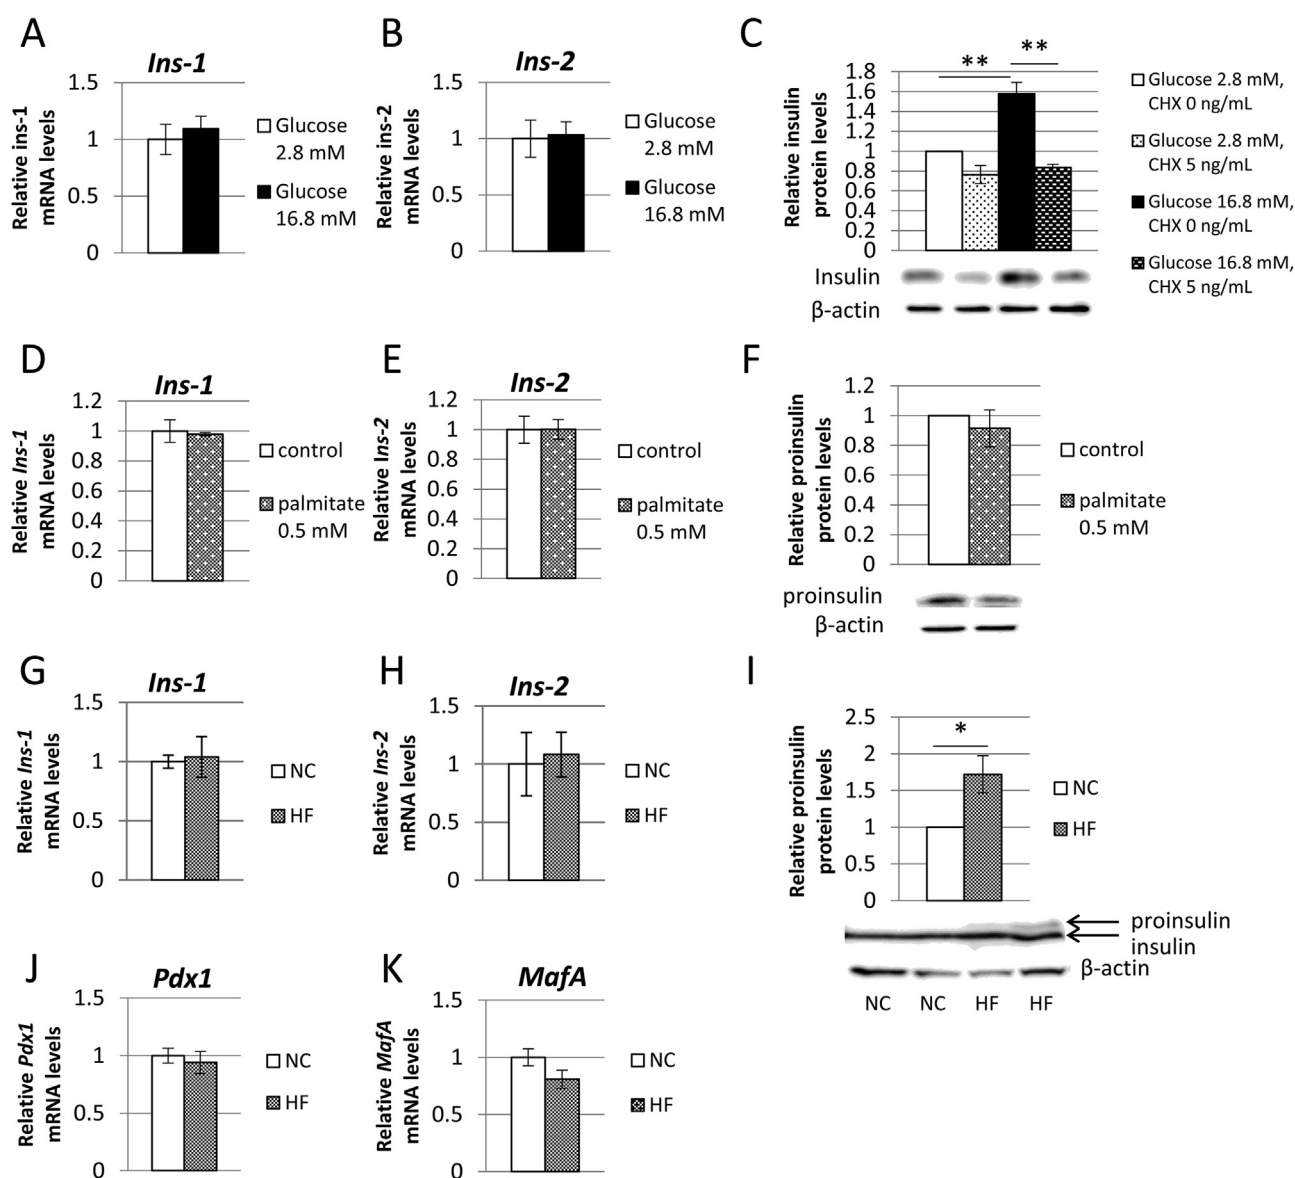 A
Ins-1
Relative ins-1
mRNA levels
1.5
1
0.5
0
Glucose
2.8 mM
Glucose
16.8 mM
B
Ins-2
Relative ins-2
mRNA levels
1.5
1
0.5
0
Glucose
2.8 mM
Glucose
16.8 mM
C
**
**
Relative insulin
protein levels
1.8
1.6
1.4
1.2
1
0.8
0.6
0.4
0.2
0
Glucose 2.8 mM,
CHX 0 ng/mL
Glucose 2.8 mM,
CHX 5 ng/mL
Glucose 16.8 mM,
CHX 0 ng/mL
Glucose 16.8 mM,
CHX 5 ng/mL
Insulin
β-actin
D
Ins-1
Relative Ins-1
mRNA levels
1.2
1
0.8
0.6
0.4
0.2
0
control
palmitate
0.5 mM
E
Ins-2
Relative Ins-2
mRNA levels
1.2
1
0.8
0.6
0.4
0.2
0
control
palmitate
0.5 mM
F
Relative proinsulin
protein levels
1.2
1
0.8
0.6
0.4
0.2
0
control
palmitate
0.5 mM
proinsulin
β-actin
G
Ins-1
Relative Ins-1
mRNA levels
1.5
1
0.5
0
NC
HF
H
Ins-2
Relative Ins-2
mRNA levels
1.5
1
0.5
0
NC
HF
I
*
Relative proinsulin
protein levels
2.5
2
1.5
1
0.5
0
NC
HF
proinsulin
insulin
β-actin
NC NC HF HF
J
Pdx1
Relative Pdx1
mRNA levels
1.5
1
0.5
0
NC
HF
K
MafA
Relative MafA
mRNA levels
1.5
1
0.5
0
NC
HF